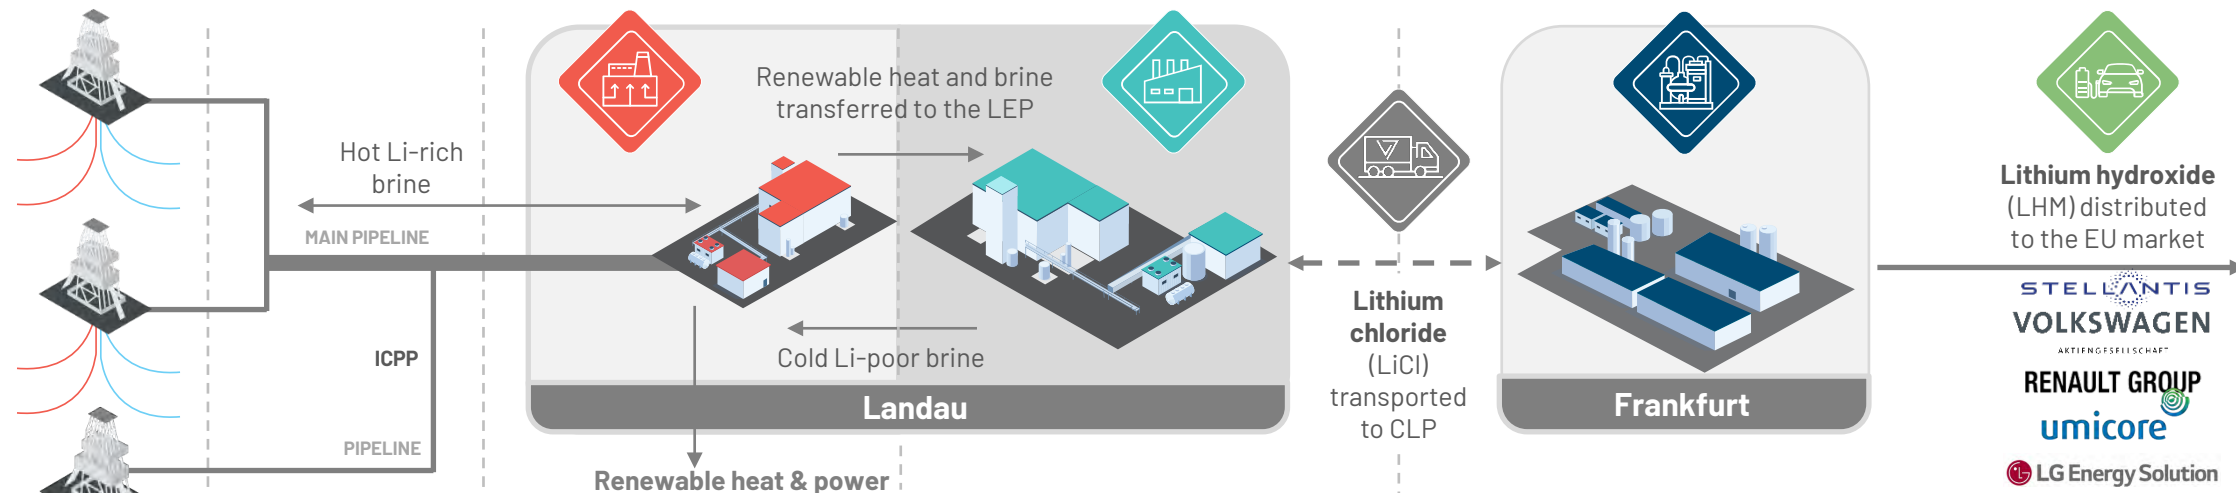 Hot Li-rich
brine
MAIN PIPELINE
ICPP
PIPELINE
Renewable heat and brine
transferred to the LEP
Cold Li-poor brine
Landau
Renewable heat & power
Lithium
chloride
(LiCl)
transported
to CLP
Frankfurt
Lithium hydroxide
(LHM) distributed
to the EU market
STELLANTIS
VOLKSWAGEN
AKTIENGESELLSCHAFT
RENAULT GROUP
umicore
LG Energy Solution